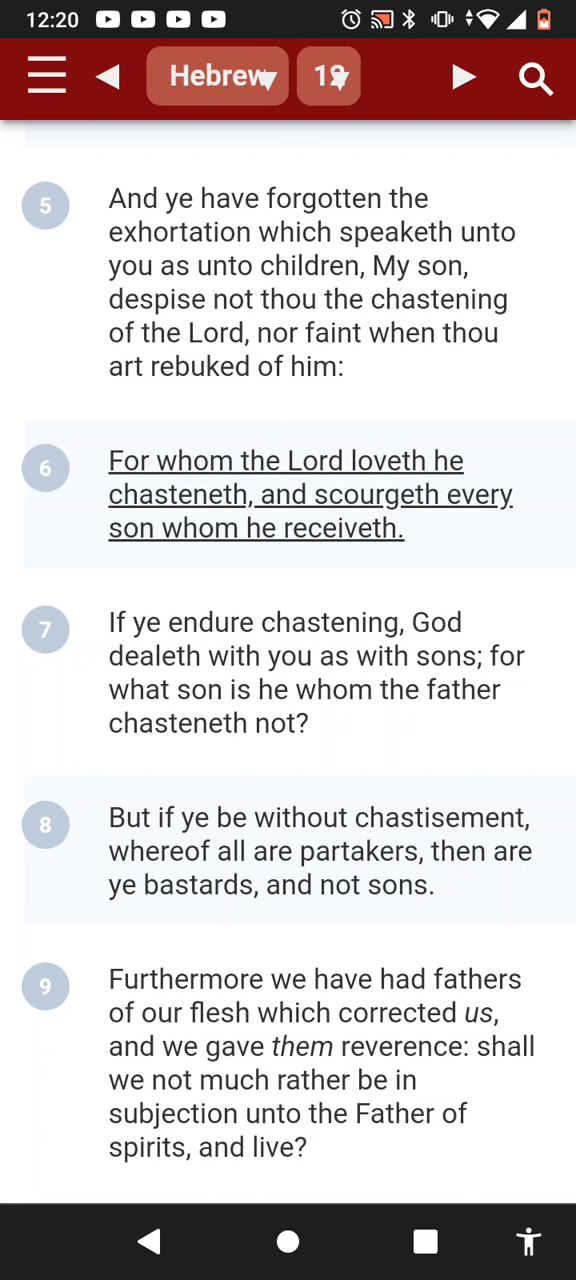 12:20
Hebrew
12
5
And ye have forgotten the
exhortation which speaketh unto
you as unto children, My son,
despise not thou the chastening
of the Lord, nor faint when thou
art rebuked of him:
6
For whom the Lord loveth he
chasteneth, and scourgeth every
son whom he receiveth.
7
If ye endure chastening, God
dealeth with you as with sons; for
what son is he whom the father
chasteneth not?
8
But if ye be without chastisement,
whereof all are partakers, then are
ye bastards, and not sons.
9
Furthermore we have had fathers
of our flesh which corrected us,
and we gave them reverence: shall
we not much rather be in
subjection unto the Father of
spirits, and live?